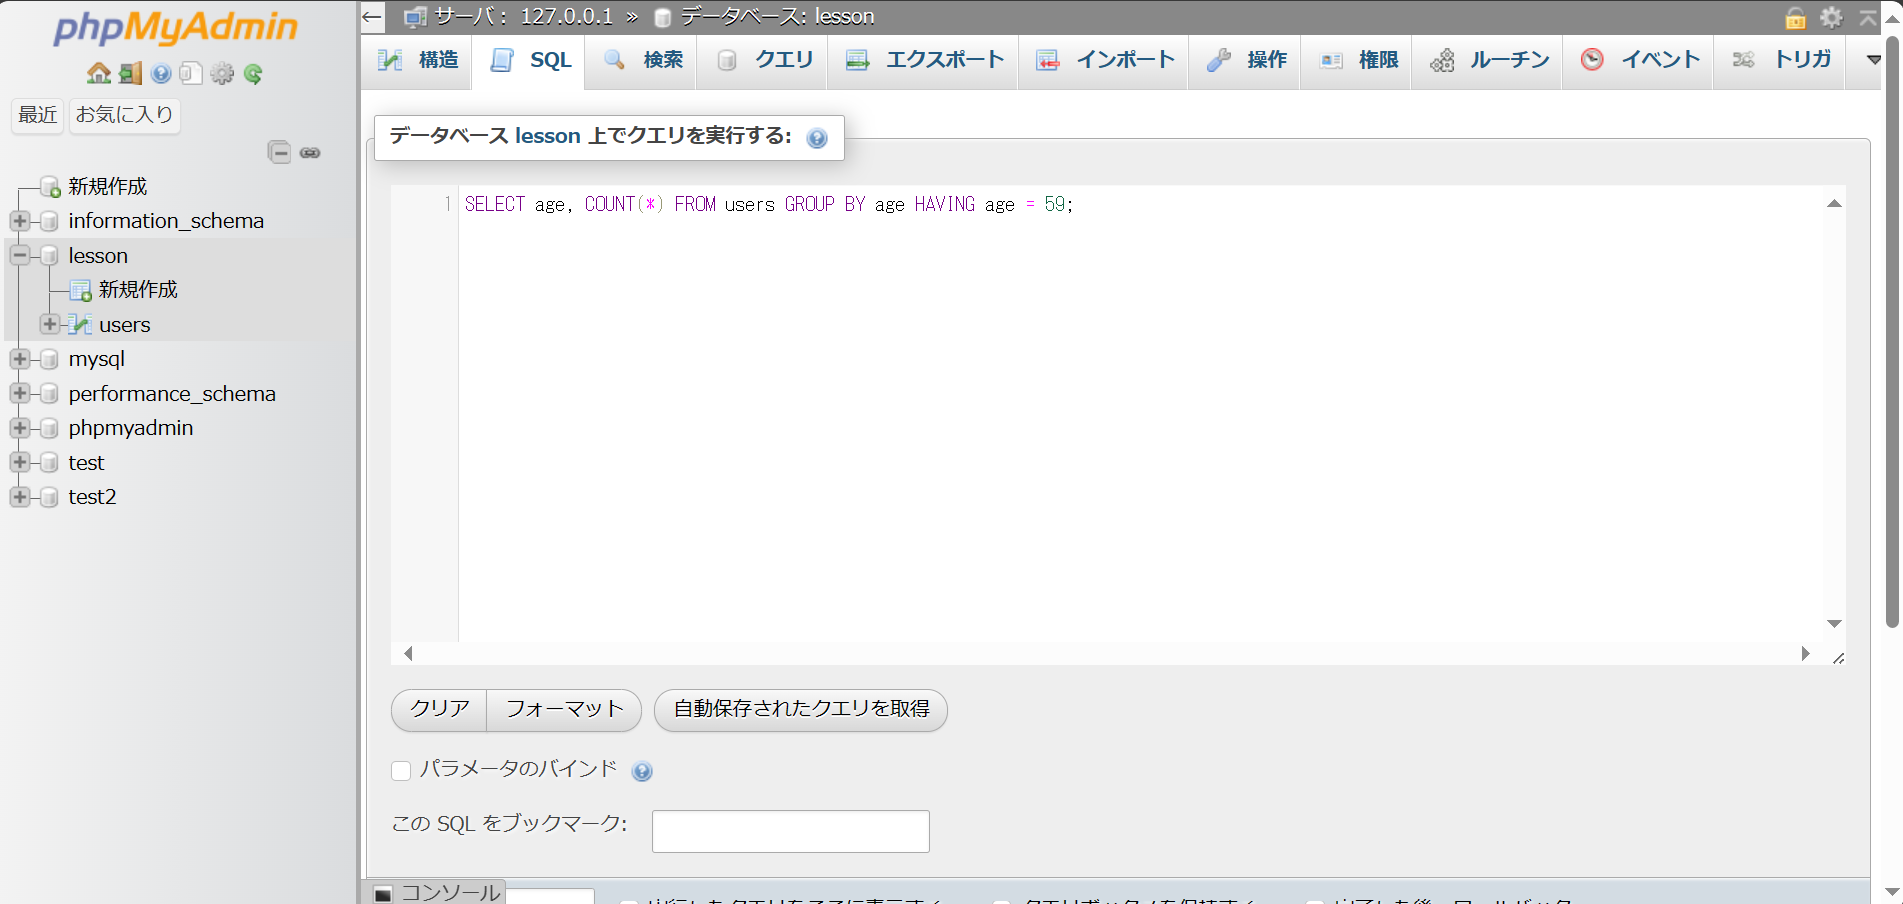 phpMyAdmin
最近 お気に入り
新規作成
information_schema
lesson
新規作成
users
mysql
performance_schema
phpmyadmin
test
test2
サーバ: 127.0.0.1 » データベース: lesson
構造 SQL 検索 クエリ エクスポート インポート 操作 権限 ルーチン イベント トリガ
データベース lesson 上でクエリを実行する:
1 SELECT age, COUNT(*) FROM users GROUP BY age HAVING age = 59;
クリア フォーマット 自動保存されたクエリを取得
パラメータのバインド
この SQL をブックマーク:
コンソール